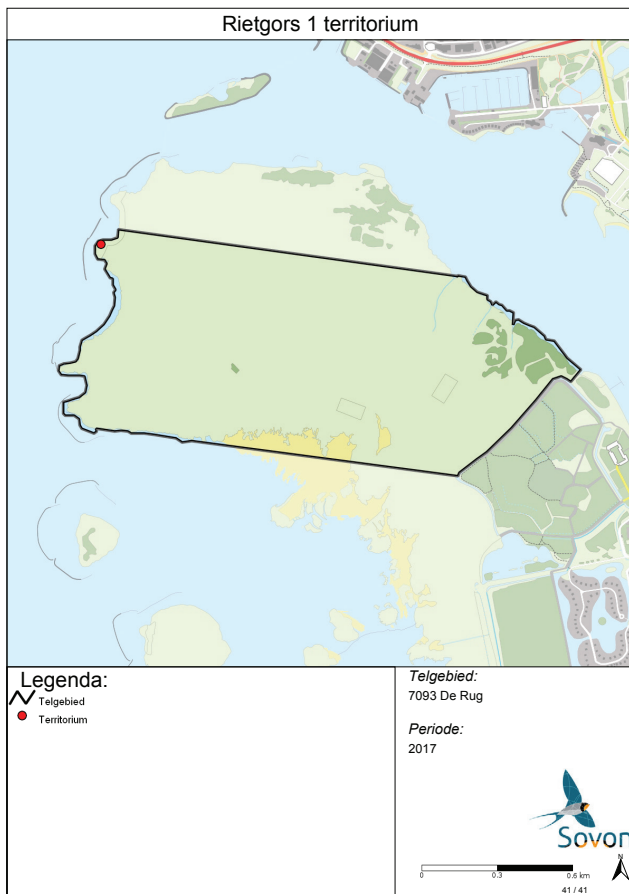 Rietgors 1 territorium
Legenda:
Telgebied
Territorium
Telgebied:
7093 De Rug
Periode:
2017
Sovon
N
0 0.3 0.6 km
41 / 41